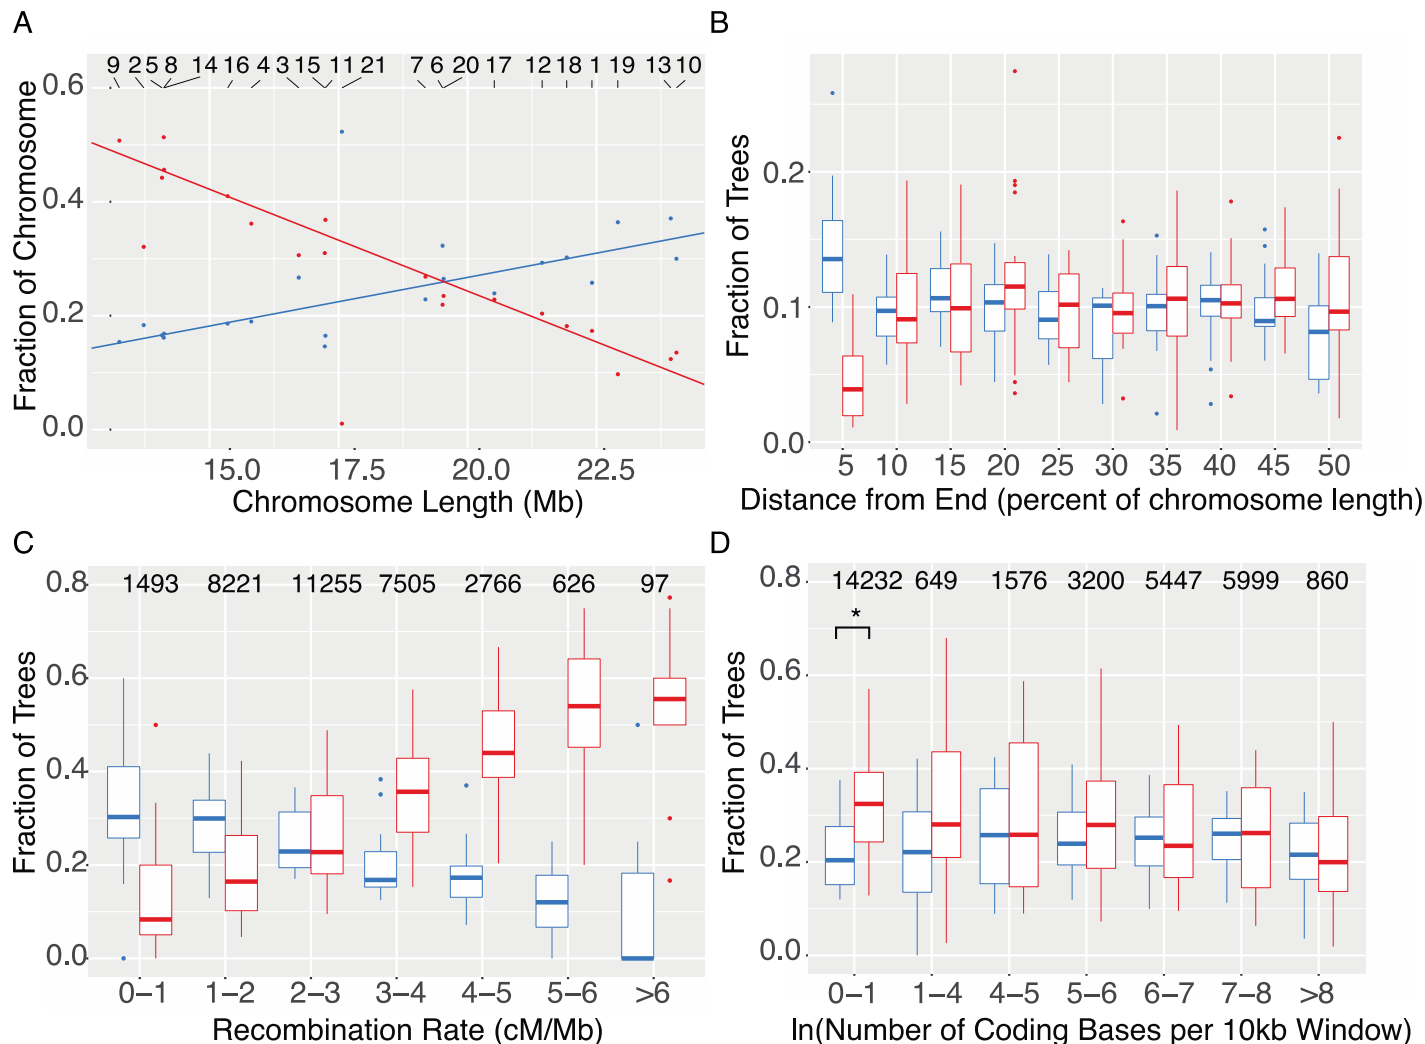 A
9 2 5 8 14 16 4 3 15 11 21 7 6 20 17 12 18 1 19 13 10
0.6
0.4
0.2
0.0
Fraction of Chromosome
15.0 17.5 20.0 22.5
Chromosome Length (Mb)
B
0.2
0.1
0.0
Fraction of Trees
5 10 15 20 25 30 35 40 45 50
Distance from End (percent of chromosome length)
C
1493 8221 11255 7505 2766 626 97
0.8
0.6
0.4
0.2
0.0
Fraction of Trees
0–1 1–2 2–3 3–4 4–5 5–6 >6
Recombination Rate (cM/Mb)
D
14232 649 1576 3200 5447 5999 860
*
0.8
0.6
0.4
0.2
0.0
Fraction of Trees
0–1 1–4 4–5 5–6 6–7 7–8 >8
ln(Number of Coding Bases per 10kb Window)